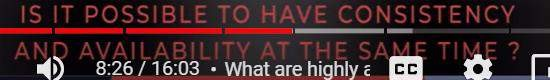 IS IT POSSIBLE TO HAVE CONSISTENCY
AND AVAILABILITY AT THE SAME TIME ?
8:26 / 16:03 • What are highly a
CC